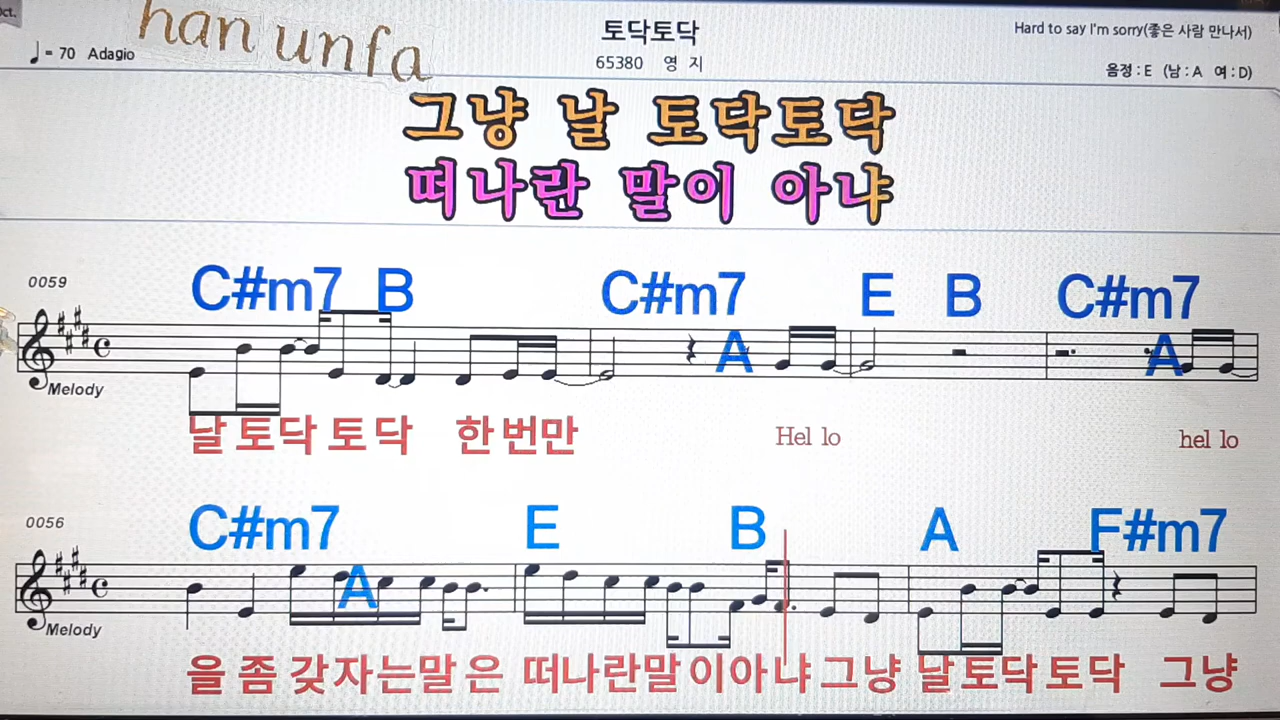 Oct.
han unfa
토닥토닥
Hard to say I'm sorry(좋은 사람 만나서)
♩= 70 Adagio
65380 영 지
음정 : E (남 : A 여 : D)
그냥 날 토닥토닥
떠나란 말이 아냐
0059
C#m7 B C#m7 A E B C#m7 A
Melody
날 토닥 토닥 한번만 Hel lo hel lo
0056
C#m7 A E B A F#m7
Melody
을 좀 갖자는말은 떠나란말이아냐 그냥 날토닥 토닥 그냥